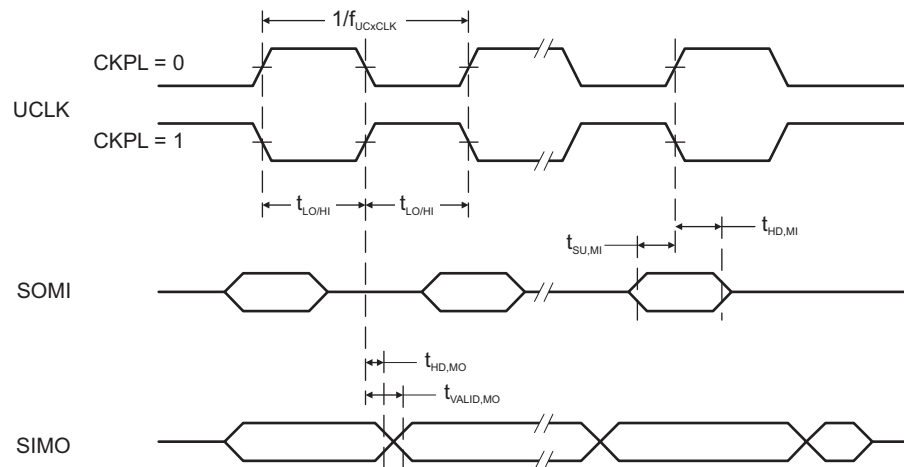 1/fUCxCLK
CKPL = 0
UCLK
CKPL = 1
tLO/HI tLO/HI
tSU,MI tHD,MI
SOMI
tHD,MO
tVALID,MO
SIMO